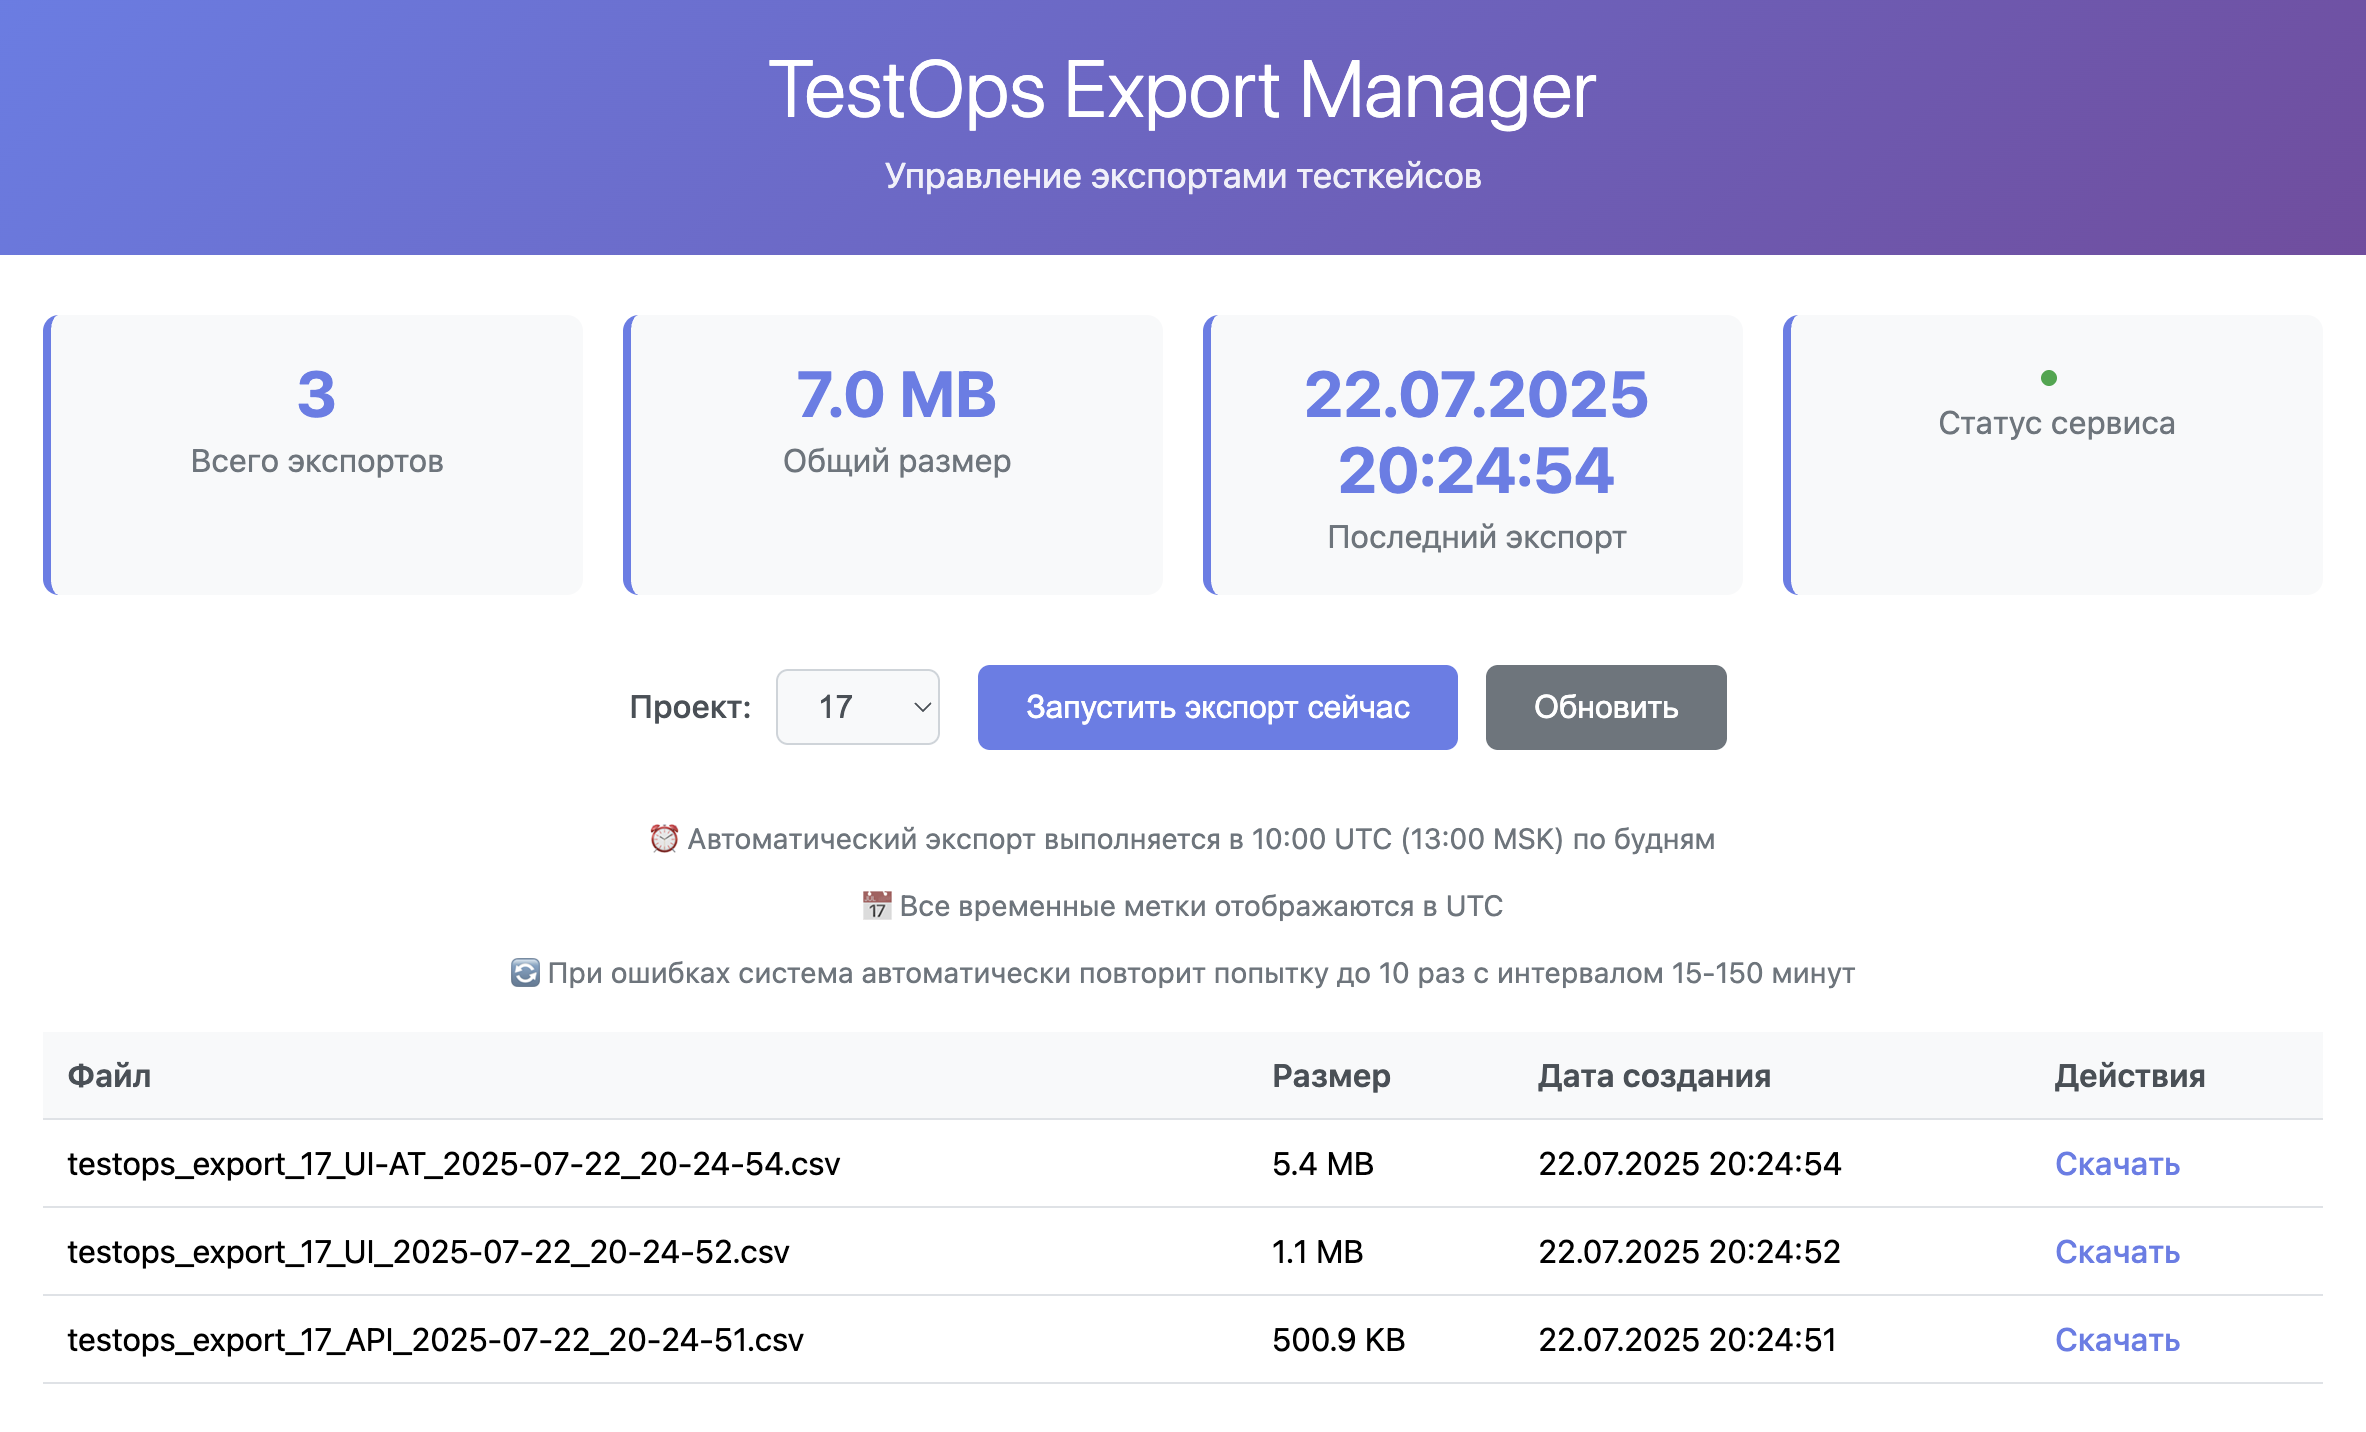 TestOps Export Manager
Управление экспортами тесткейсов
3
Всего экспортов
7.0 MB
Общий размер
22.07.2025
20:24:54
Последний экспорт
Статус сервиса
Проект: 17 Запустить экспорт сейчас Обновить
⏰ Автоматический экспорт выполняется в 10:00 UTC (13:00 MSK) по будням
📅 Все временные метки отображаются в UTC
🔄 При ошибках система автоматически повторит попытку до 10 раз с интервалом 15-150 минут
Файл Размер Дата создания Действия
testops_export_17_UI-AT_2025-07-22_20-24-54.csv 5.4 MB 22.07.2025 20:24:54 Скачать
testops_export_17_UI_2025-07-22_20-24-52.csv 1.1 MB 22.07.2025 20:24:52 Скачать
testops_export_17_API_2025-07-22_20-24-51.csv 500.9 KB 22.07.2025 20:24:51 Скачать